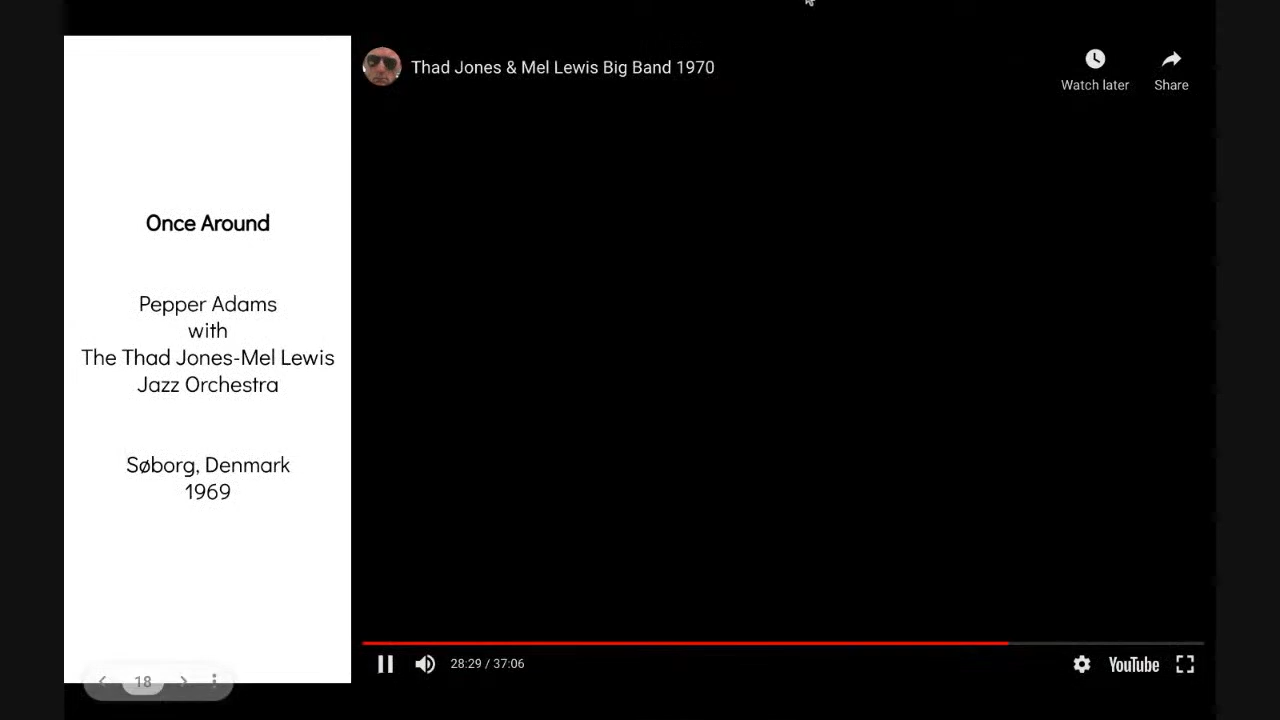 Once Around
Pepper Adams
with
The Thad Jones-Mel Lewis
Jazz Orchestra
Søborg, Denmark
1969
18
Thad Jones & Mel Lewis Big Band 1970
Watch later
Share
28:29 / 37:06
YouTube